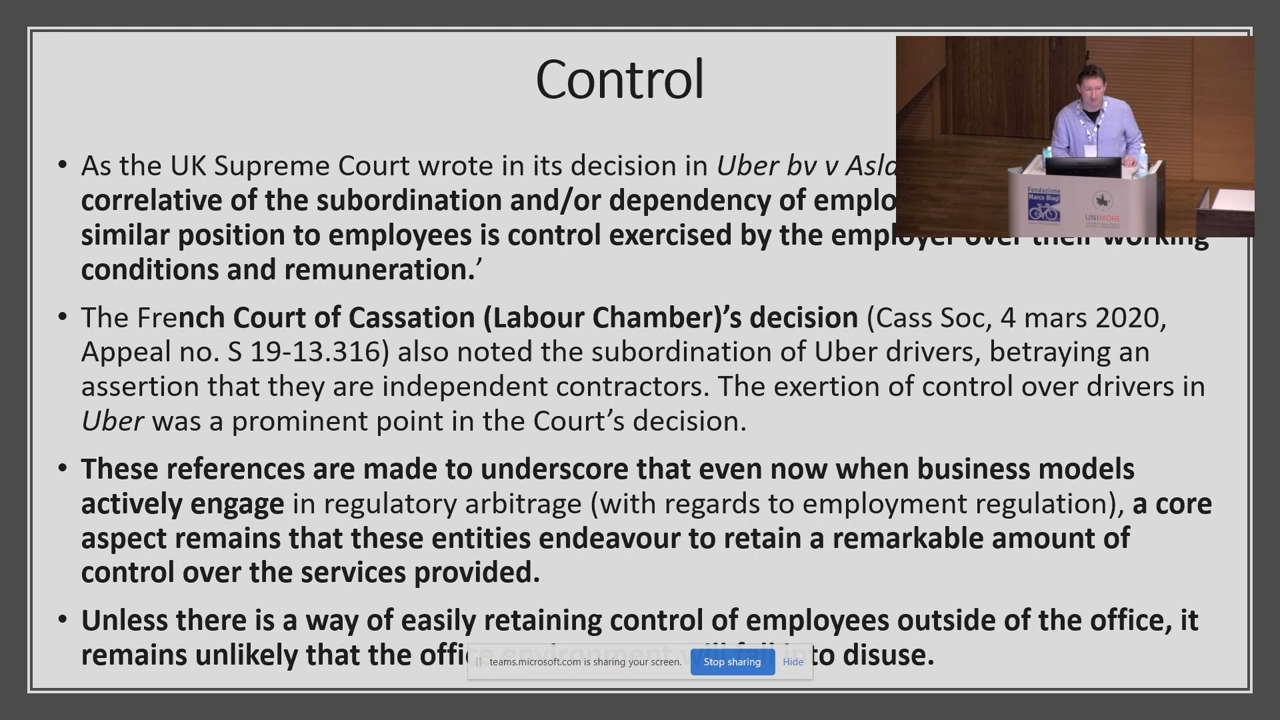 Control
• As the UK Supreme Court wrote in its decision in Uber bv v
correlative of the subordination and/or dependency of
similar position to employees is control exercised by the employer over their working
conditions and remuneration.’
• The French Court of Cassation (Labour Chamber)’s decision (Cass Soc, 4 mars 2020,
Appeal no. S 19-13.316) also noted the subordination of Uber drivers, betraying an
assertion that they are independent contractors. The exertion of control over drivers in
Uber was a prominent point in the Court’s decision.
• These references are made to underscore that even now when business models
actively engage in regulatory arbitrage (with regards to employment regulation), a core
aspect remains that these entities endeavour to retain a remarkable amount of
control over the services provided.
• Unless there is a way of easily retaining control of employees outside of the office, it
remains unlikely that the office environment will fall into disuse.
teams.microsoft.com is sharing your screen.
Stop sharing
Hide
Fondazione
Marco Biagi
UNIMORE